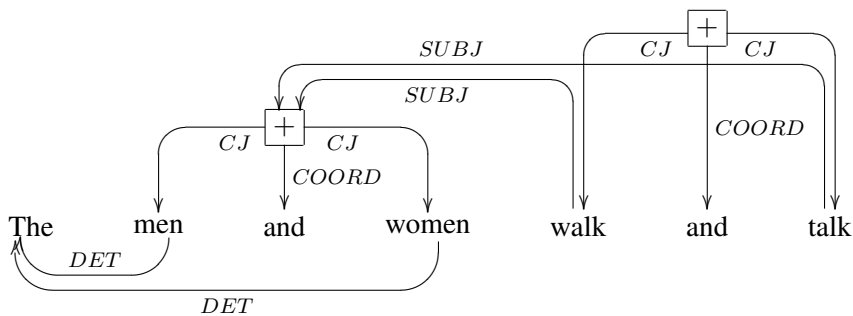 +
SUBJ CJ CJ
SUBJ
+
CJ CJ COORD
COORD
The men and women walk and talk
DET
DET